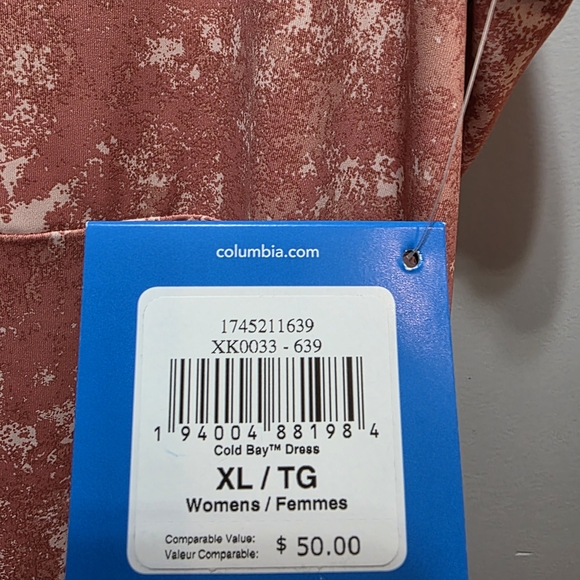 columbia.com
1745211639
XK0033 - 639
1 94004 88198 4
Cold Bay™ Dress
XL / TG
Womens / Femmes
Comparable Value:
Valeur Comparable: $ 50.00